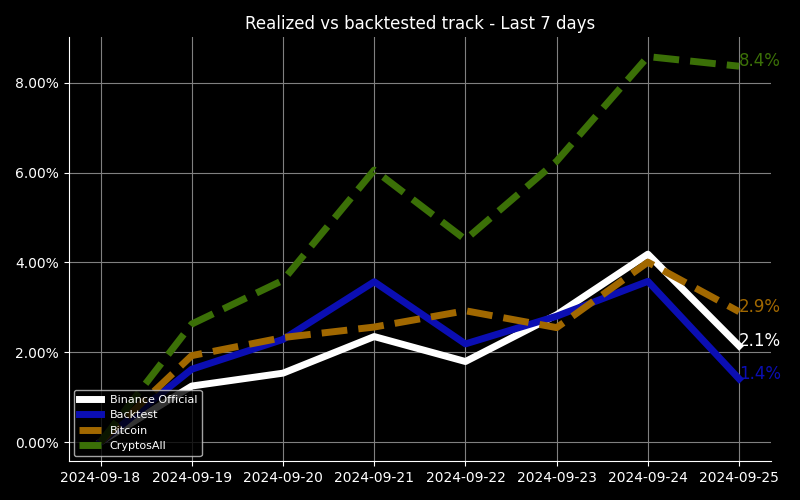 Realized vs backtested track - Last 7 days
8.00%
6.00%
4.00%
2.00%
0.00%
8.4%
2.9%
2.1%
1.4%
Binance Official
Backtest
Bitcoin
CryptosAll
2024-09-18 2024-09-19 2024-09-20 2024-09-21 2024-09-22 2024-09-23 2024-09-24 2024-09-25